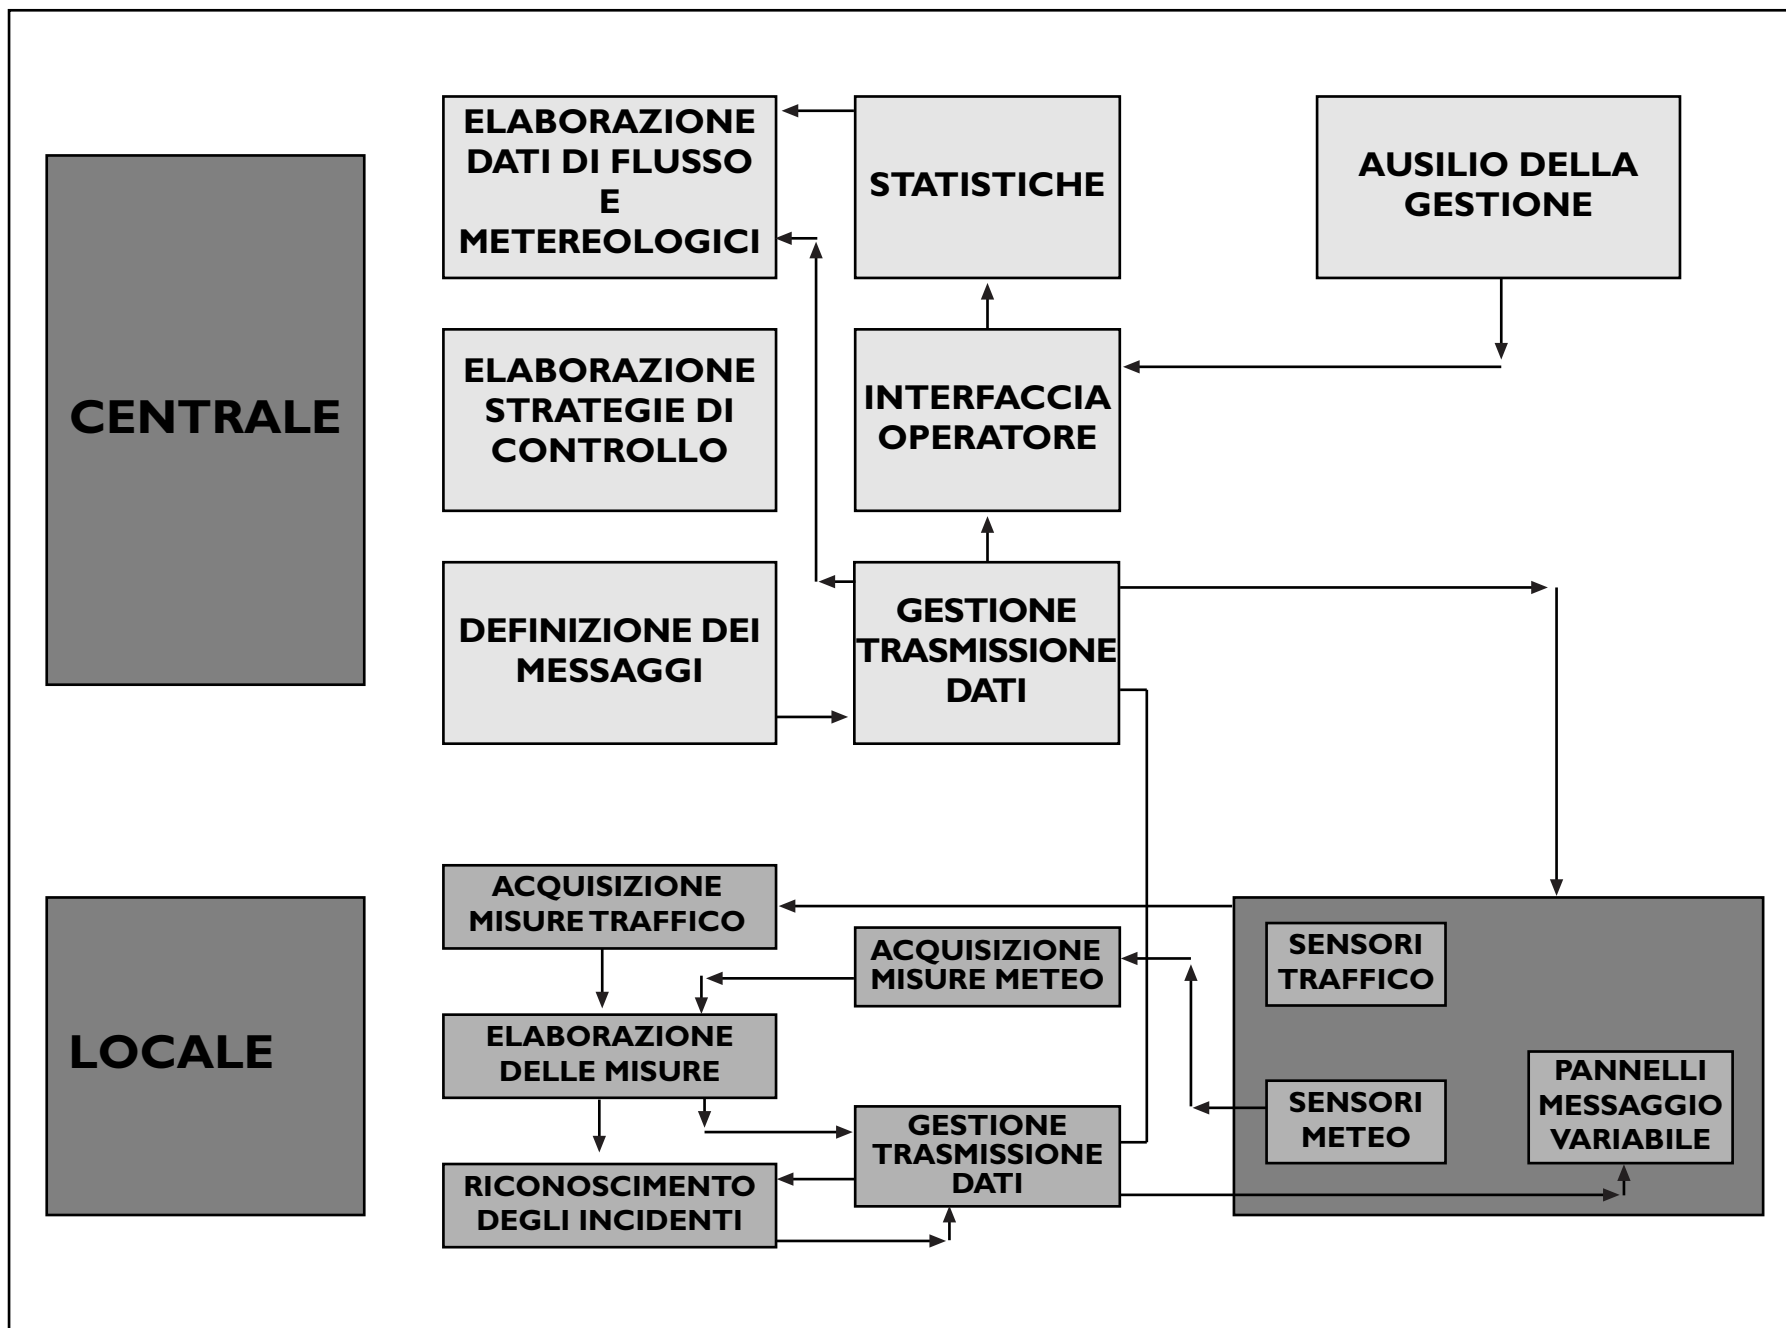 CENTRALE
ELABORAZIONE
DATI DI FLUSSO
E
METEREOLOGICI
STATISTICHE
AUSILIO DELLA
GESTIONE
ELABORAZIONE
STRATEGIE DI
CONTROLLO
INTERFACCIA
OPERATORE
DEFINIZIONE DEI
MESSAGGI
GESTIONE
TRASMISSIONE
DATI
LOCALE
ACQUISIZIONE
MISURE TRAFFICO
ACQUISIZIONE
MISURE METEO
ELABORAZIONE
DELLE MISURE
GESTIONE
TRASMISSIONE
DATI
RICONOSCIMENTO
DEGLI INCIDENTI
SENSORI
TRAFFICO
SENSORI
METEO
PANNELLI
MESSAGGIO
VARIABILE